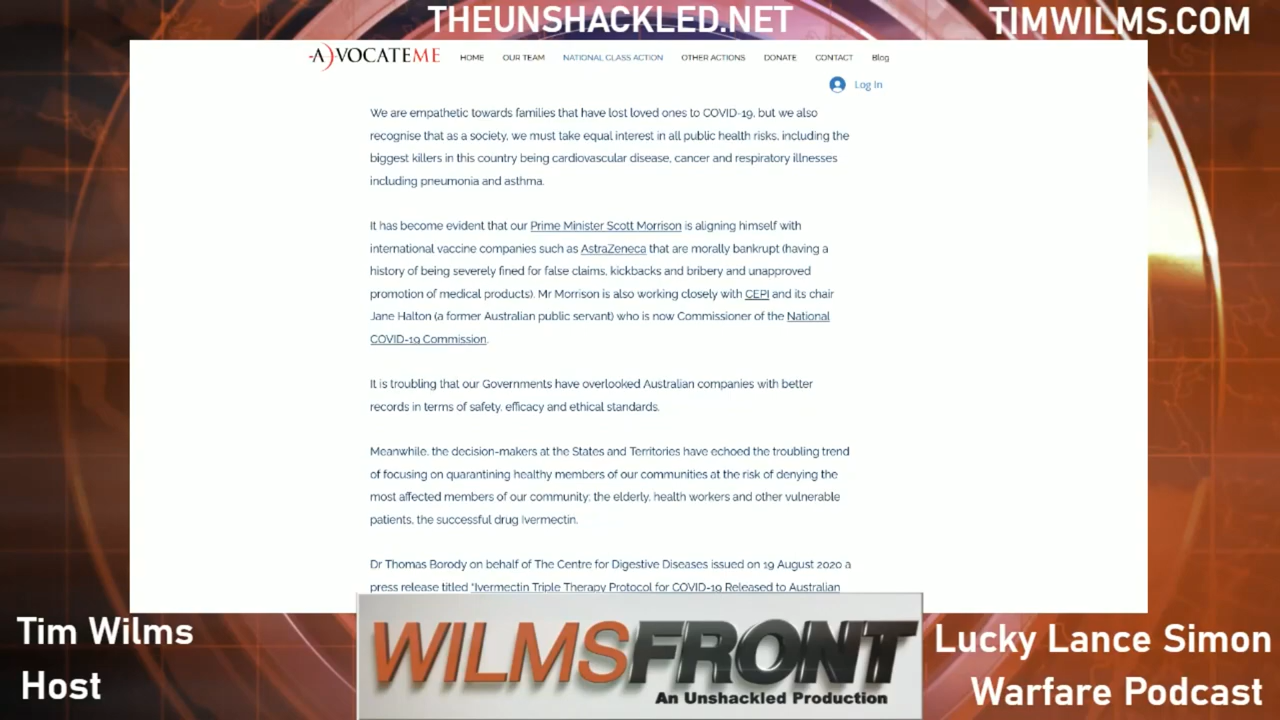 THEUNSHACKLED.NET
TIMWILMS.COM
-A)VOCATEME
HOME
OUR TEAM
NATIONAL CLASS ACTION
OTHER ACTIONS
DONATE
CONTACT
Blog
Log In
We are empathetic towards families that have lost loved ones to COVID-19, but we also
recognise that as a society, we must take equal interest in all public health risks, including the
biggest killers in this country being cardiovascular disease, cancer and respiratory illnesses
including pneumonia and asthma.
It has become evident that our Prime Minister Scott Morrison is aligning himself with
international vaccine companies such as AstraZeneca that are morally bankrupt (having a
history of being severely fined for false claims, kickbacks and bribery and unapproved
promotion of medical products). Mr Morrison is also working closely with CEPI and its chair
Jane Halton (a former Australian public servant) who is now Commissioner of the National
COVID-19 Commission.
It is troubling that our Governments have overlooked Australian companies with better
records in terms of safety, efficacy and ethical standards.
Meanwhile, the decision-makers at the States and Territories have echoed the troubling trend
of focusing on quarantining healthy members of our communities at the risk of denying the
most affected members of our community; the elderly, health workers and other vulnerable
patients, the successful drug Ivermectin.
Dr Thomas Borody on behalf of The Centre for Digestive Diseases issued on 19 August 2020 a
press release titled "Ivermectin Triple Therapy Protocol for COVID-19 Released to Australian
Tim Wilms
Host
WILMSFRONT
An Unshackled Production
Lucky Lance Simon
Warfare Podcast